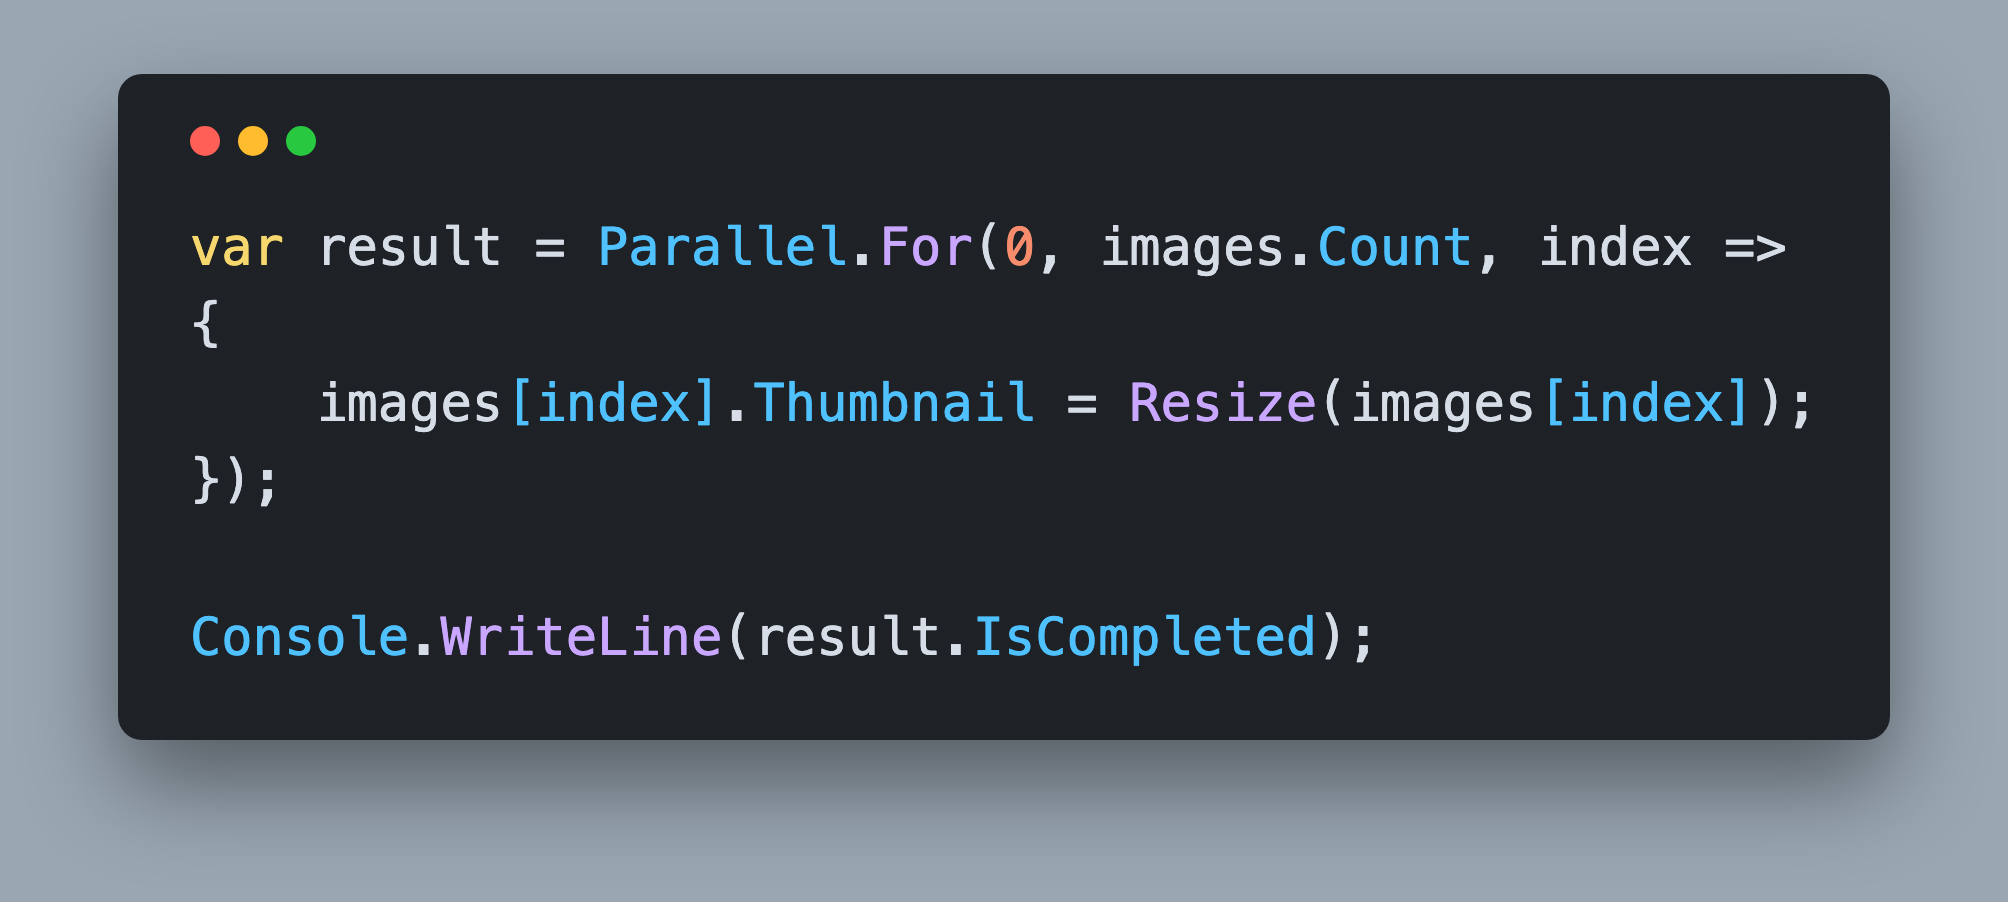 var result = Parallel.For(0, images.Count, index =>
{
    images[index].Thumbnail = Resize(images[index]);
});

Console.WriteLine(result.IsCompleted);